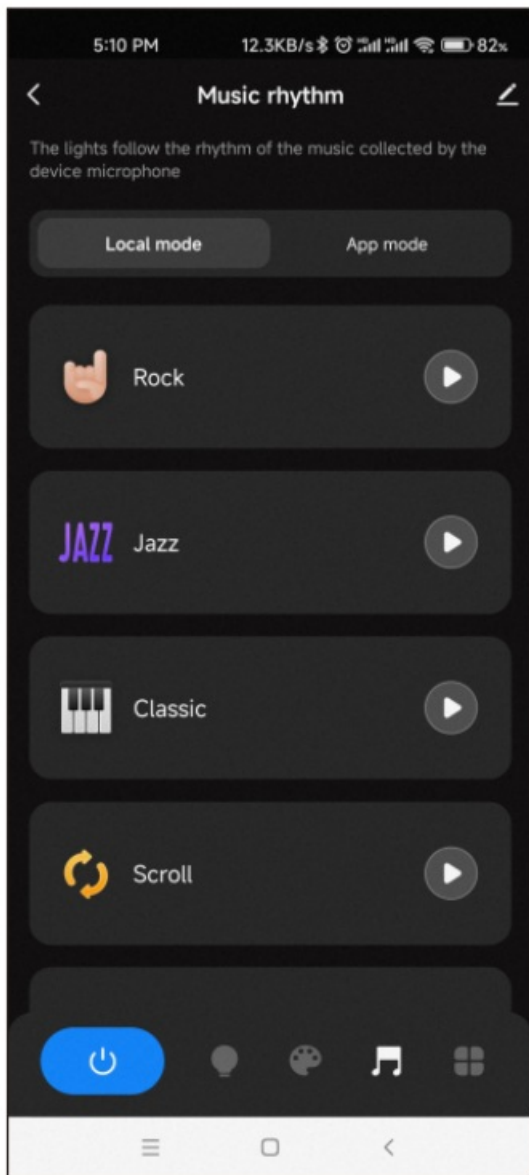 5:10 PM 12.3KB/s 82%
Music rhythm
The lights follow the rhythm of the music collected by the
device microphone
Local mode App mode
Rock
JAZZ Jazz
Classic
Scroll